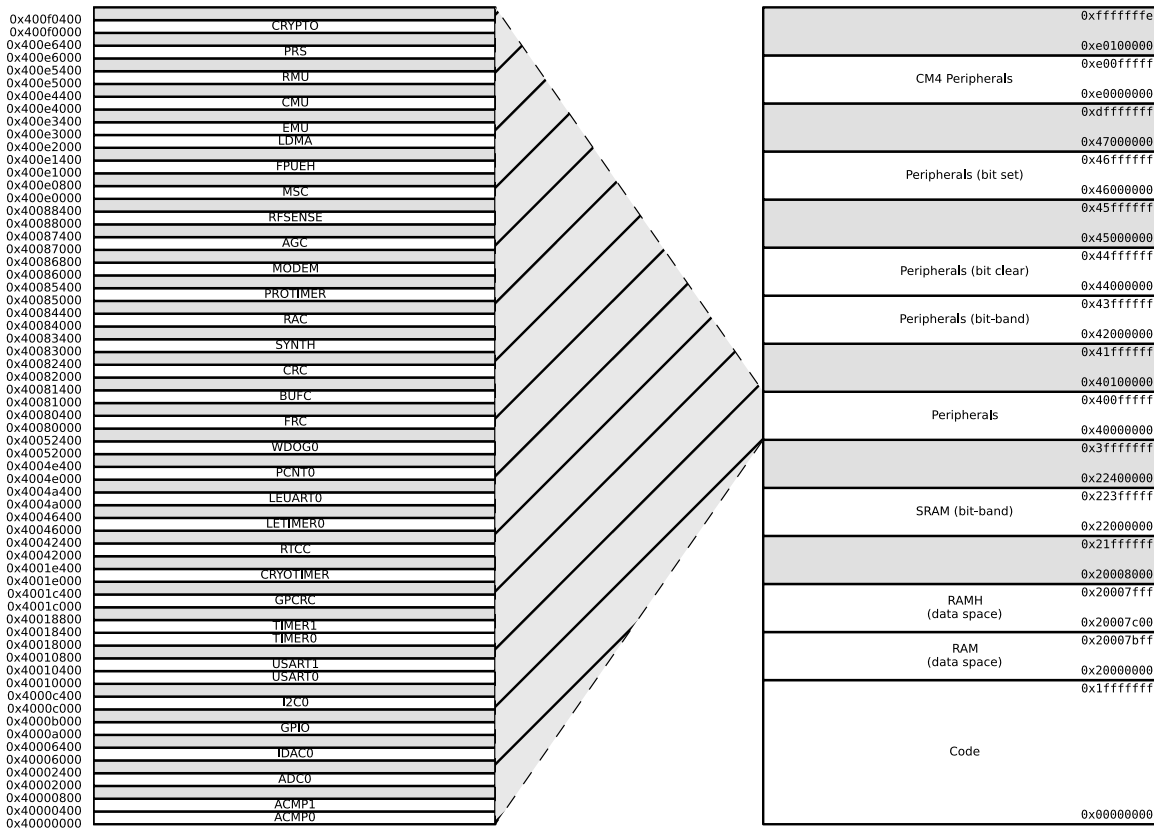 0x400f0400
CRYPTO
0x400f0000
0x400e6400
PRS
0x400e6000
0x400e5400
RMU
0x400e5000
0x400e4400
CMU
0x400e4000
0x400e3400
EMU
0x400e3000
LDMA
0x400e2000
0x400e1400
FPUEH
0x400e1000
0x400e0800
MSC
0x400e0000
0x40088400
RFSENSE
0x40088000
0x40087400
AGC
0x40087000
0x40086800
MODEM
0x40086000
0x40085400
PROTIMER
0x40085000
0x40084400
RAC
0x40084000
0x40083400
SYNTH
0x40083000
0x40082400
CRC
0x40082000
0x40081400
BUFC
0x40081000
0x40080400
FRC
0x40080000
0x40052400
WDOG0
0x40052000
0x4004e400
PCNT0
0x4004e000
0x4004a400
LEUART0
0x4004a000
0x40046400
LETIMER0
0x40046000
0x40042400
RTCC
0x40042000
0x4001e400
CRYOTIMER
0x4001e000
0x4001c400
GPCRC
0x4001c000
0x40018800
TIMER1
0x40018400
TIMER0
0x40018000
0x40010800
USART1
0x40010400
USART0
0x40010000
0x4000c400
I2C0
0x4000c000
0x4000b000
GPIO
0x4000a000
0x40006400
IDAC0
0x40006000
0x40002400
ADC0
0x40002000
0x40000800
ACMP1
0x40000400
ACMP0
0x40000000
0xfffffffe
0xe0100000
0xe00fffff
CM4 Peripherals
0xe0000000
0xdfffffff
0x47000000
0x46ffffff
Peripherals (bit set)
0x46000000
0x45ffffff
0x45000000
0x44ffffff
Peripherals (bit clear)
0x44000000
0x43ffffff
Peripherals (bit-band)
0x42000000
0x41ffffff
0x40100000
0x400fffff
Peripherals
0x40000000
0x3fffffff
0x22400000
0x223fffff
SRAM (bit-band)
0x22000000
0x21ffffff
0x20008000
0x20007fff
RAMH
(data space)
0x20007c00
0x20007bff
RAM
(data space)
0x20000000
0x1fffffff
Code
0x00000000